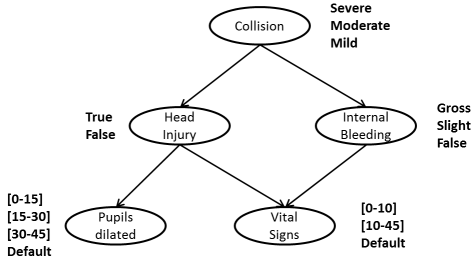 Collision
Severe
Moderate
Mild
True
False
Head
Injury
Internal
Bleeding
Gross
Slight
False
[0-15]
[15-30]
[30-45]
Default
Pupils
dilated
Vital
Signs
[0-10]
[10-45]
Default